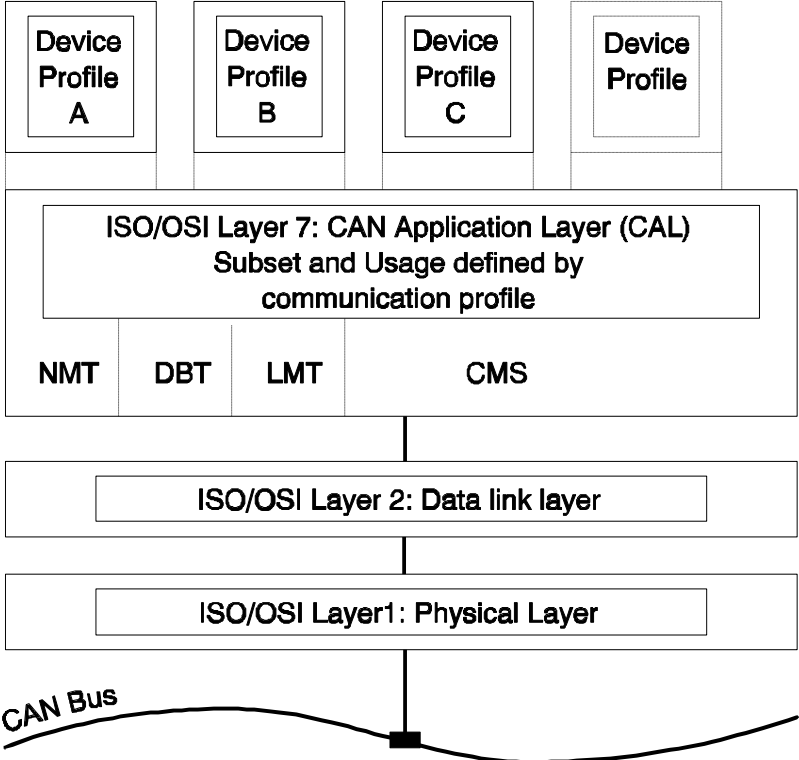 Device
Profile
A
Device
Profile
B
Device
Profile
C
Device
Profile
ISO/OSI Layer 7: CAN Application Layer (CAL)
Subset and Usage defined by
communication profile
NMT
DBT
LMT
CMS
ISO/OSI Layer 2: Data link layer
ISO/OSI Layer1: Physical Layer
CAN Bus